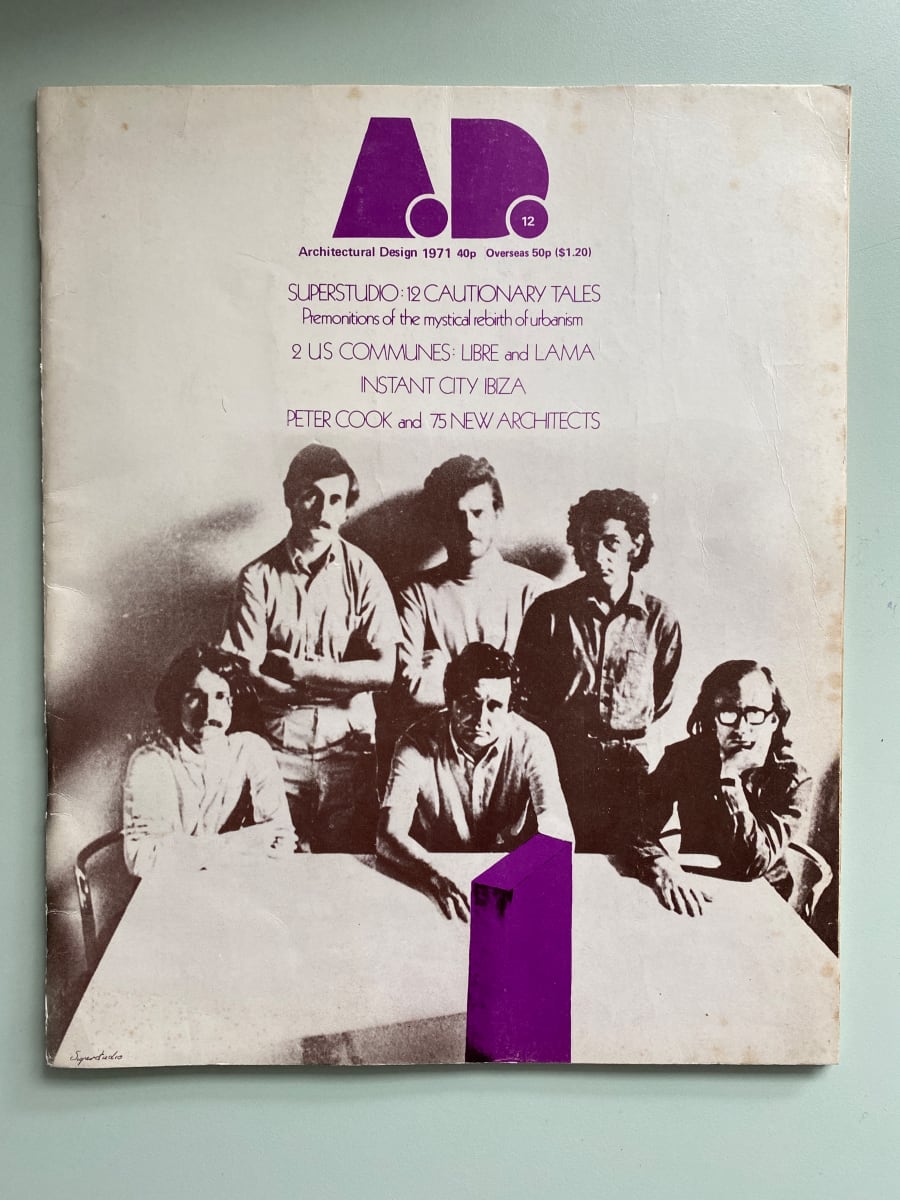 A.D.
12
Architectural Design 1971 40p Overseas 50p ($1.20)
SUPERSTUDIO: 12 CAUTIONARY TALES
Premonitions of the mystical rebirth of urbanism
2 US COMMUNES: LIBRE and LAMA
INSTANT CITY IBIZA
PETER COOK and 75 NEW ARCHITECTS
Superstudio